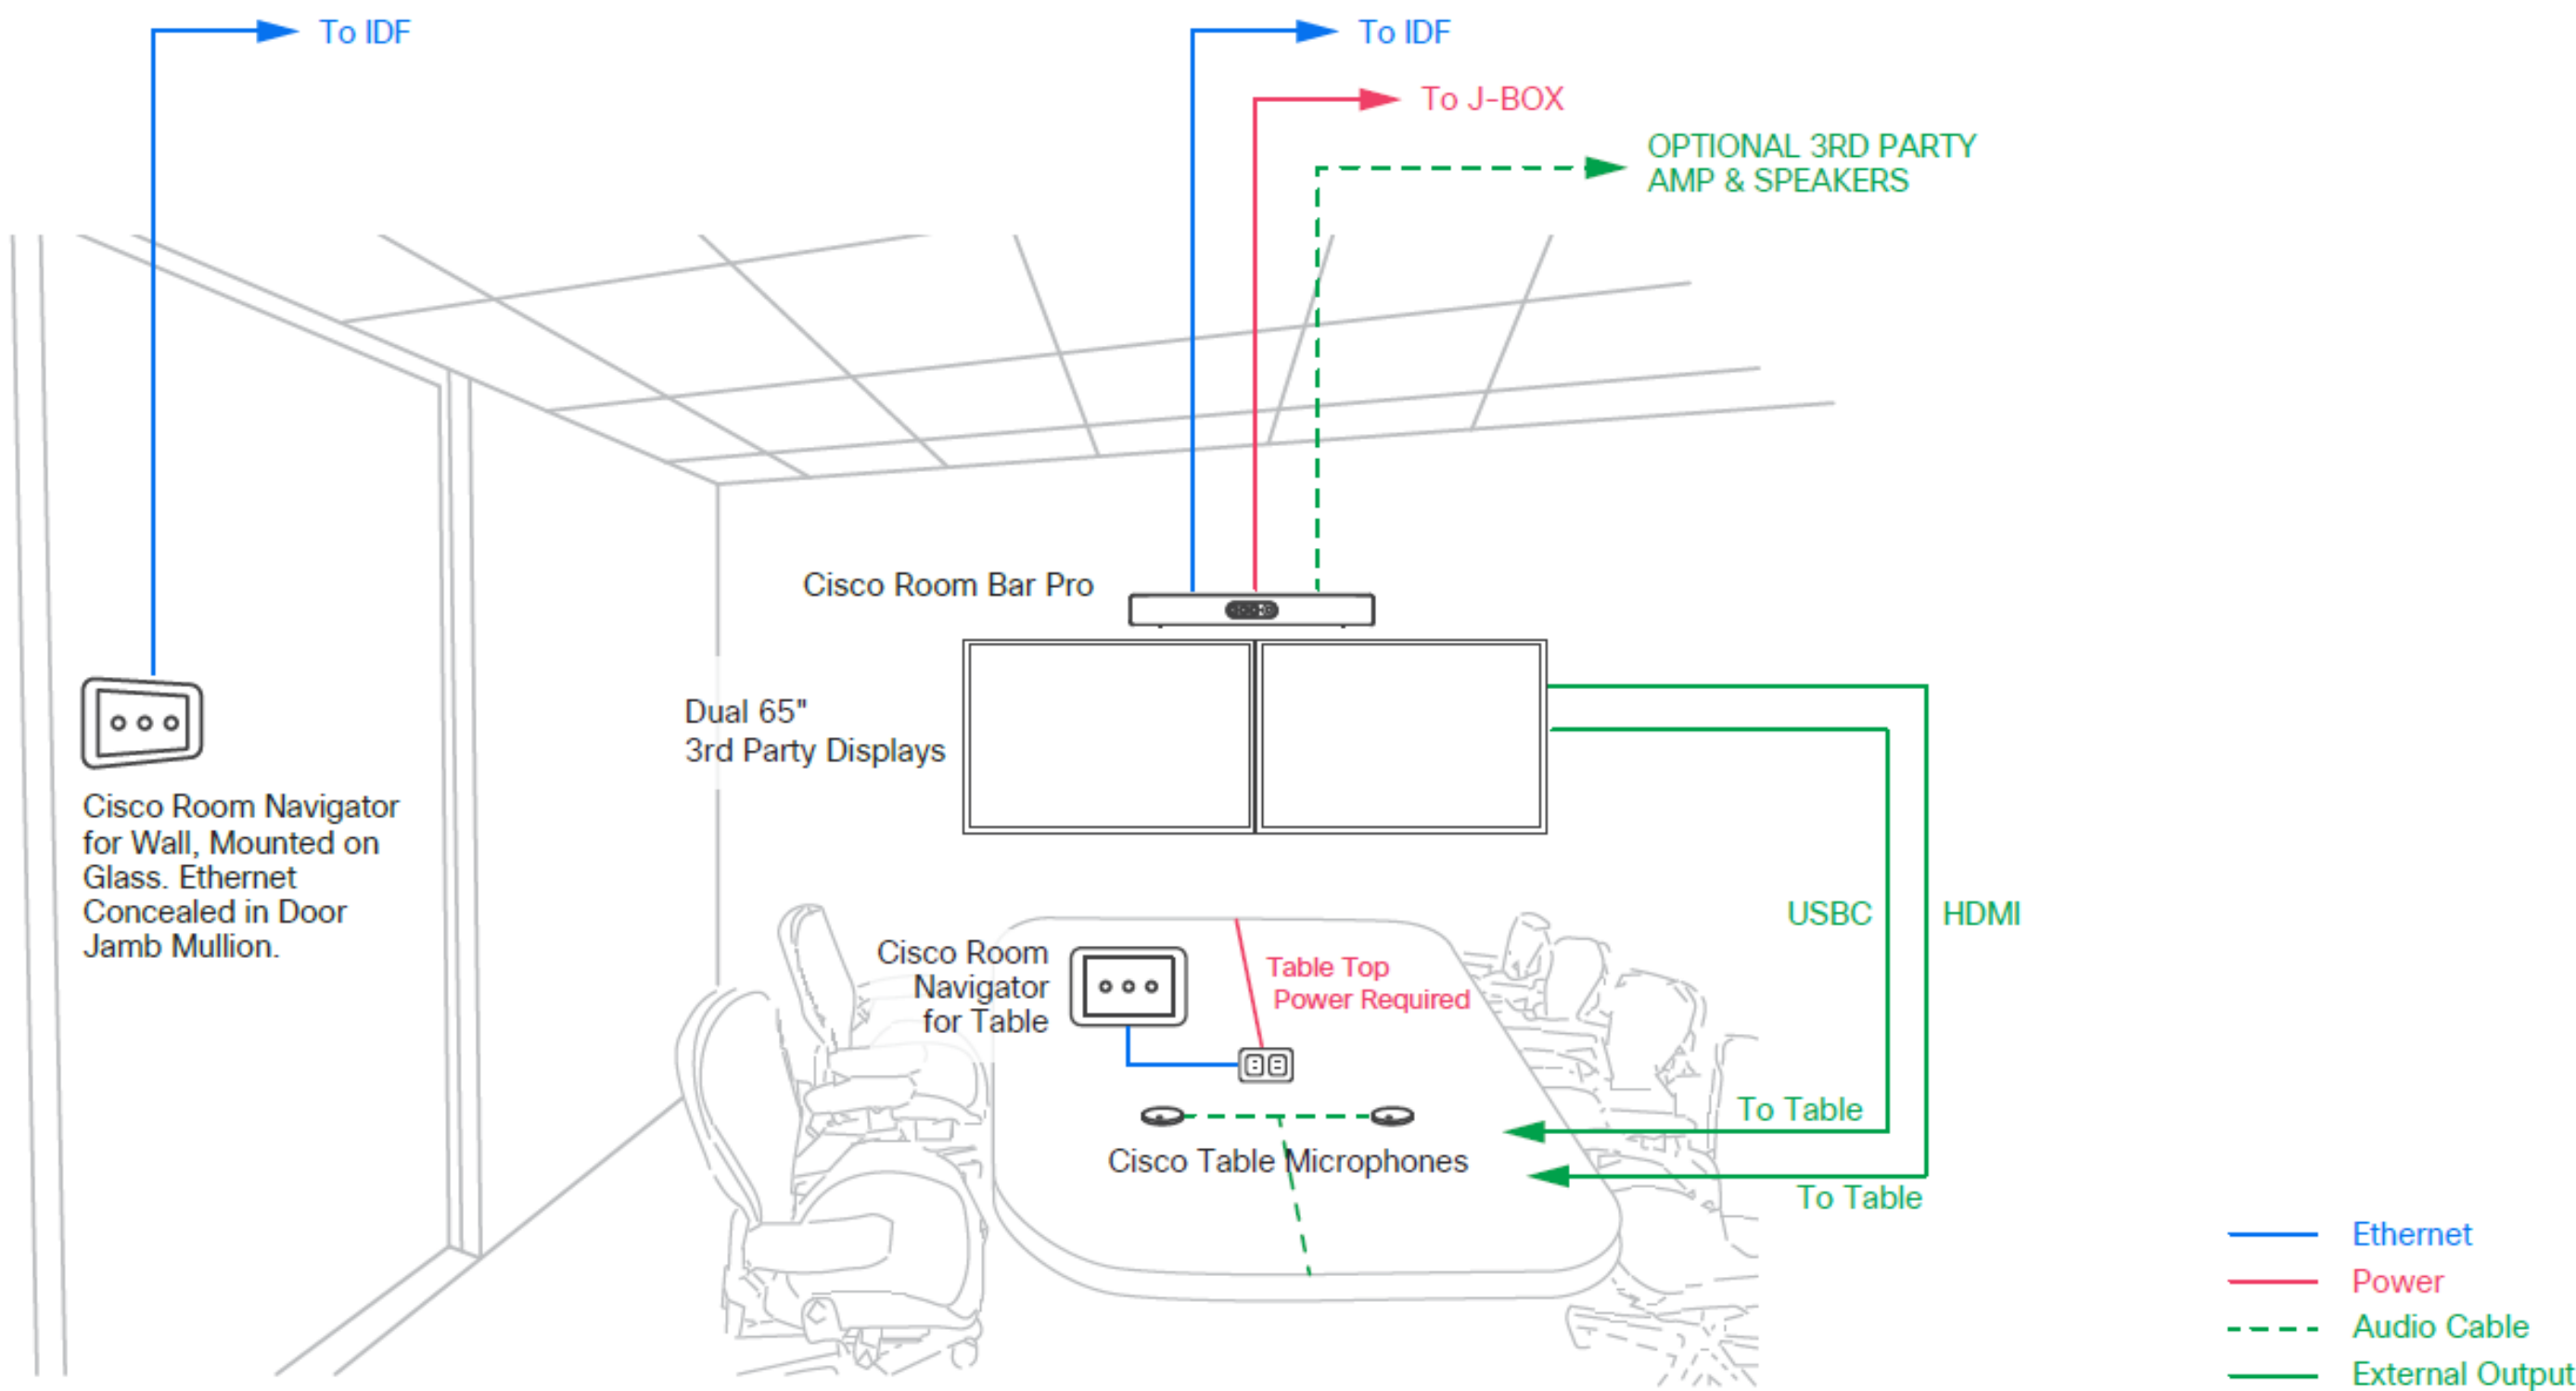 To IDF
To IDF
To J-BOX
OPTIONAL 3RD PARTY
AMP & SPEAKERS
Cisco Room Bar Pro
Dual 65"
3rd Party Displays
Cisco Room Navigator
for Wall, Mounted on
Glass. Ethernet
Concealed in Door
Jamb Mullion.
USBC
HDMI
Cisco Room
Navigator
for Table
Table Top
Power Required
To Table
Cisco Table Microphones
To Table
Ethernet
Power
Audio Cable
External Output